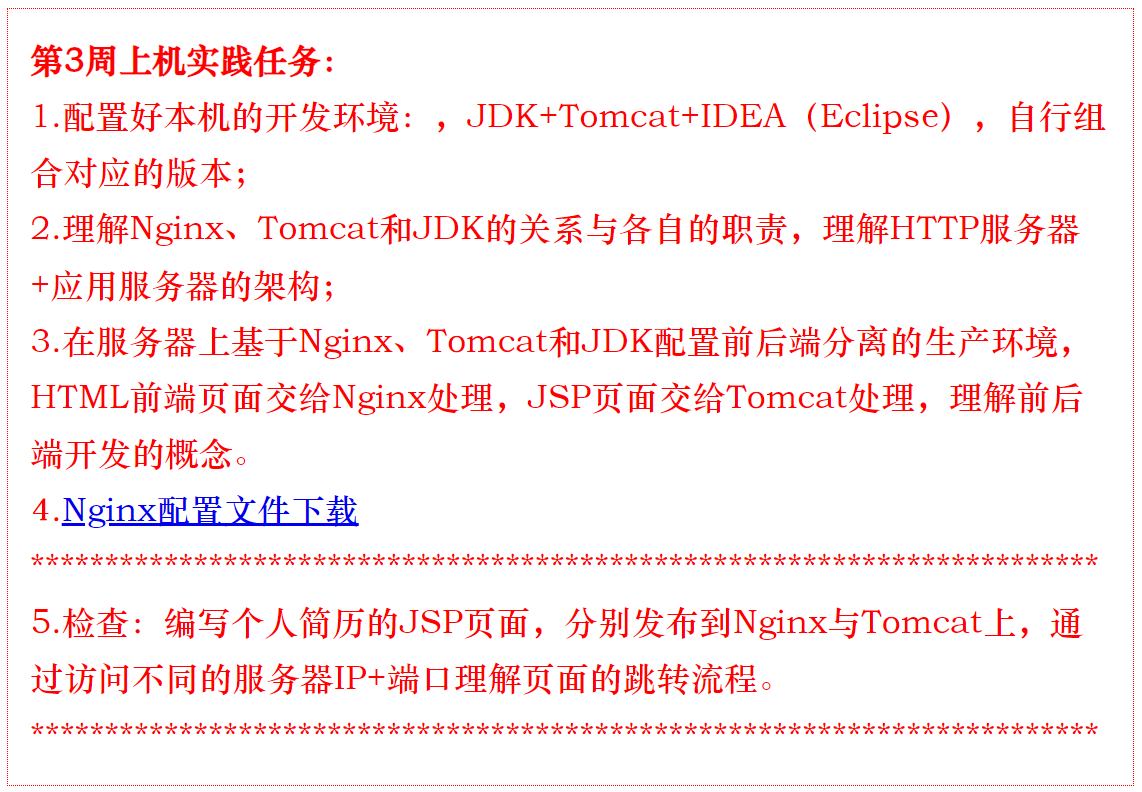 第3周上机实践任务：
1.配置好本机的开发环境：，JDK+Tomcat+IDEA（Eclipse），自行组
合对应的版本；
2.理解Nginx、Tomcat和JDK的关系与各自的职责，理解HTTP服务器
+应用服务器的架构；
3.在服务器上基于Nginx、Tomcat和JDK配置前后端分离的生产环境，
HTML前端页面交给Nginx处理，JSP页面交给Tomcat处理，理解前后
端开发的概念。
4.Nginx配置文件下载
************************************************************************
5.检查：编写个人简历的JSP页面，分别发布到Nginx与Tomcat上，通
过访问不同的服务器IP+端口理解页面的跳转流程。
************************************************************************